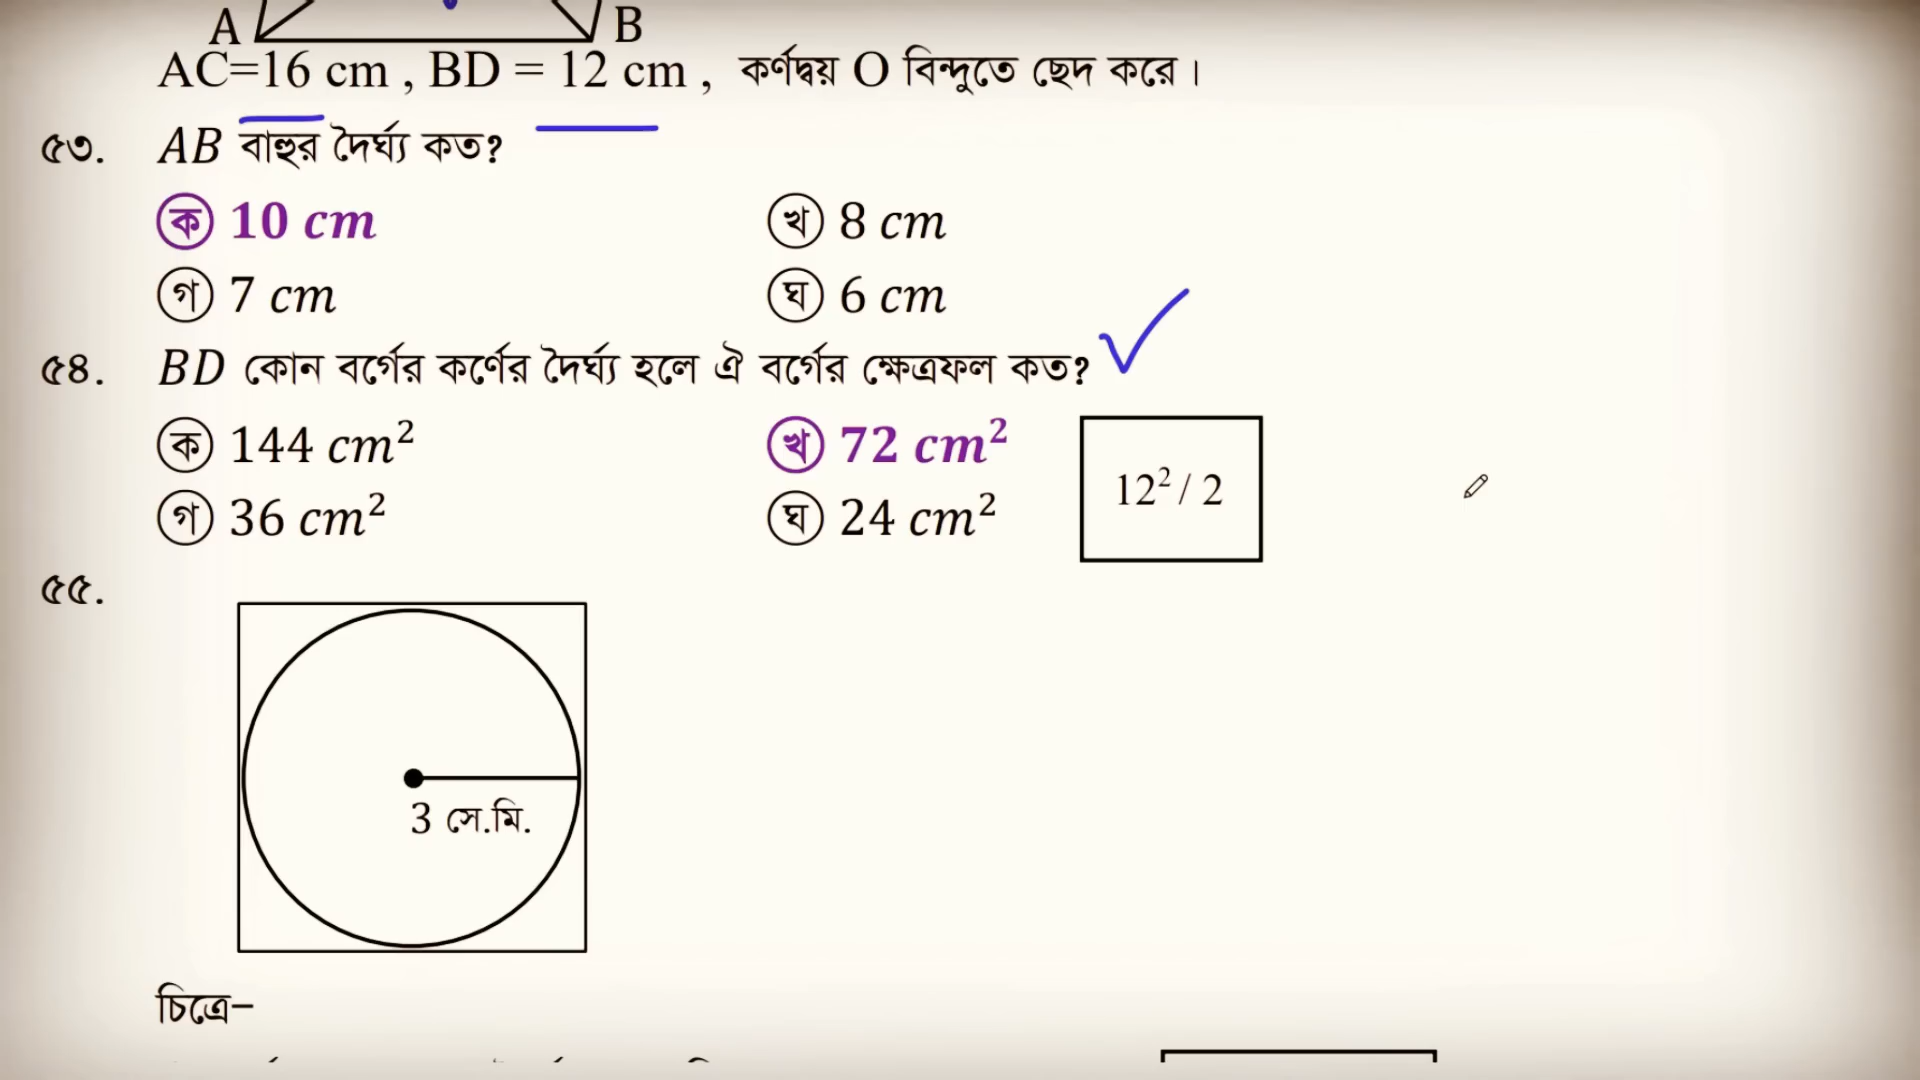 A B
AC=16 cm , BD = 12 cm , কর্ণদ্বয় O বিন্দুতে ছেদ করে।
৫৩. AB বাহুর দৈর্ঘ্য কত?
ক 10 cm খ 8 cm
গ 7 cm ঘ 6 cm
৫৪. BD কোন বর্গের কর্ণের দৈর্ঘ্য হলে ঐ বর্গের ক্ষেত্রফল কত?
ক 144 cm² খ 72 cm²
গ 36 cm² ঘ 24 cm²
12² / 2
৫৫.
3 সে.মি.
চিত্রে–